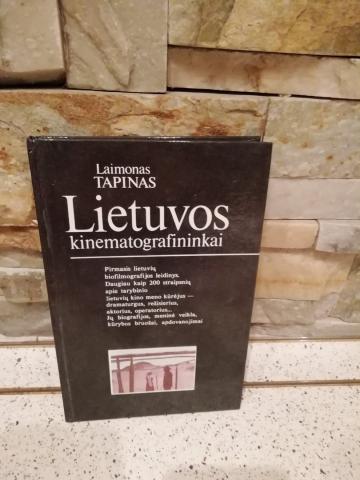 Laimonas
TAPINAS
Lietuvos
kinematografininkai
Pirmasis lietuvių
biofilmografijos leidinys.
Daugiau kaip 200 straipsnių
apie tarybinio
lietuvių kino meno kūrėjus —
dramaturgus, režisierius,
aktorius, operatorius...
Jų biografijos, meninė veikla,
kūrybos bruožai, apdovanojimai